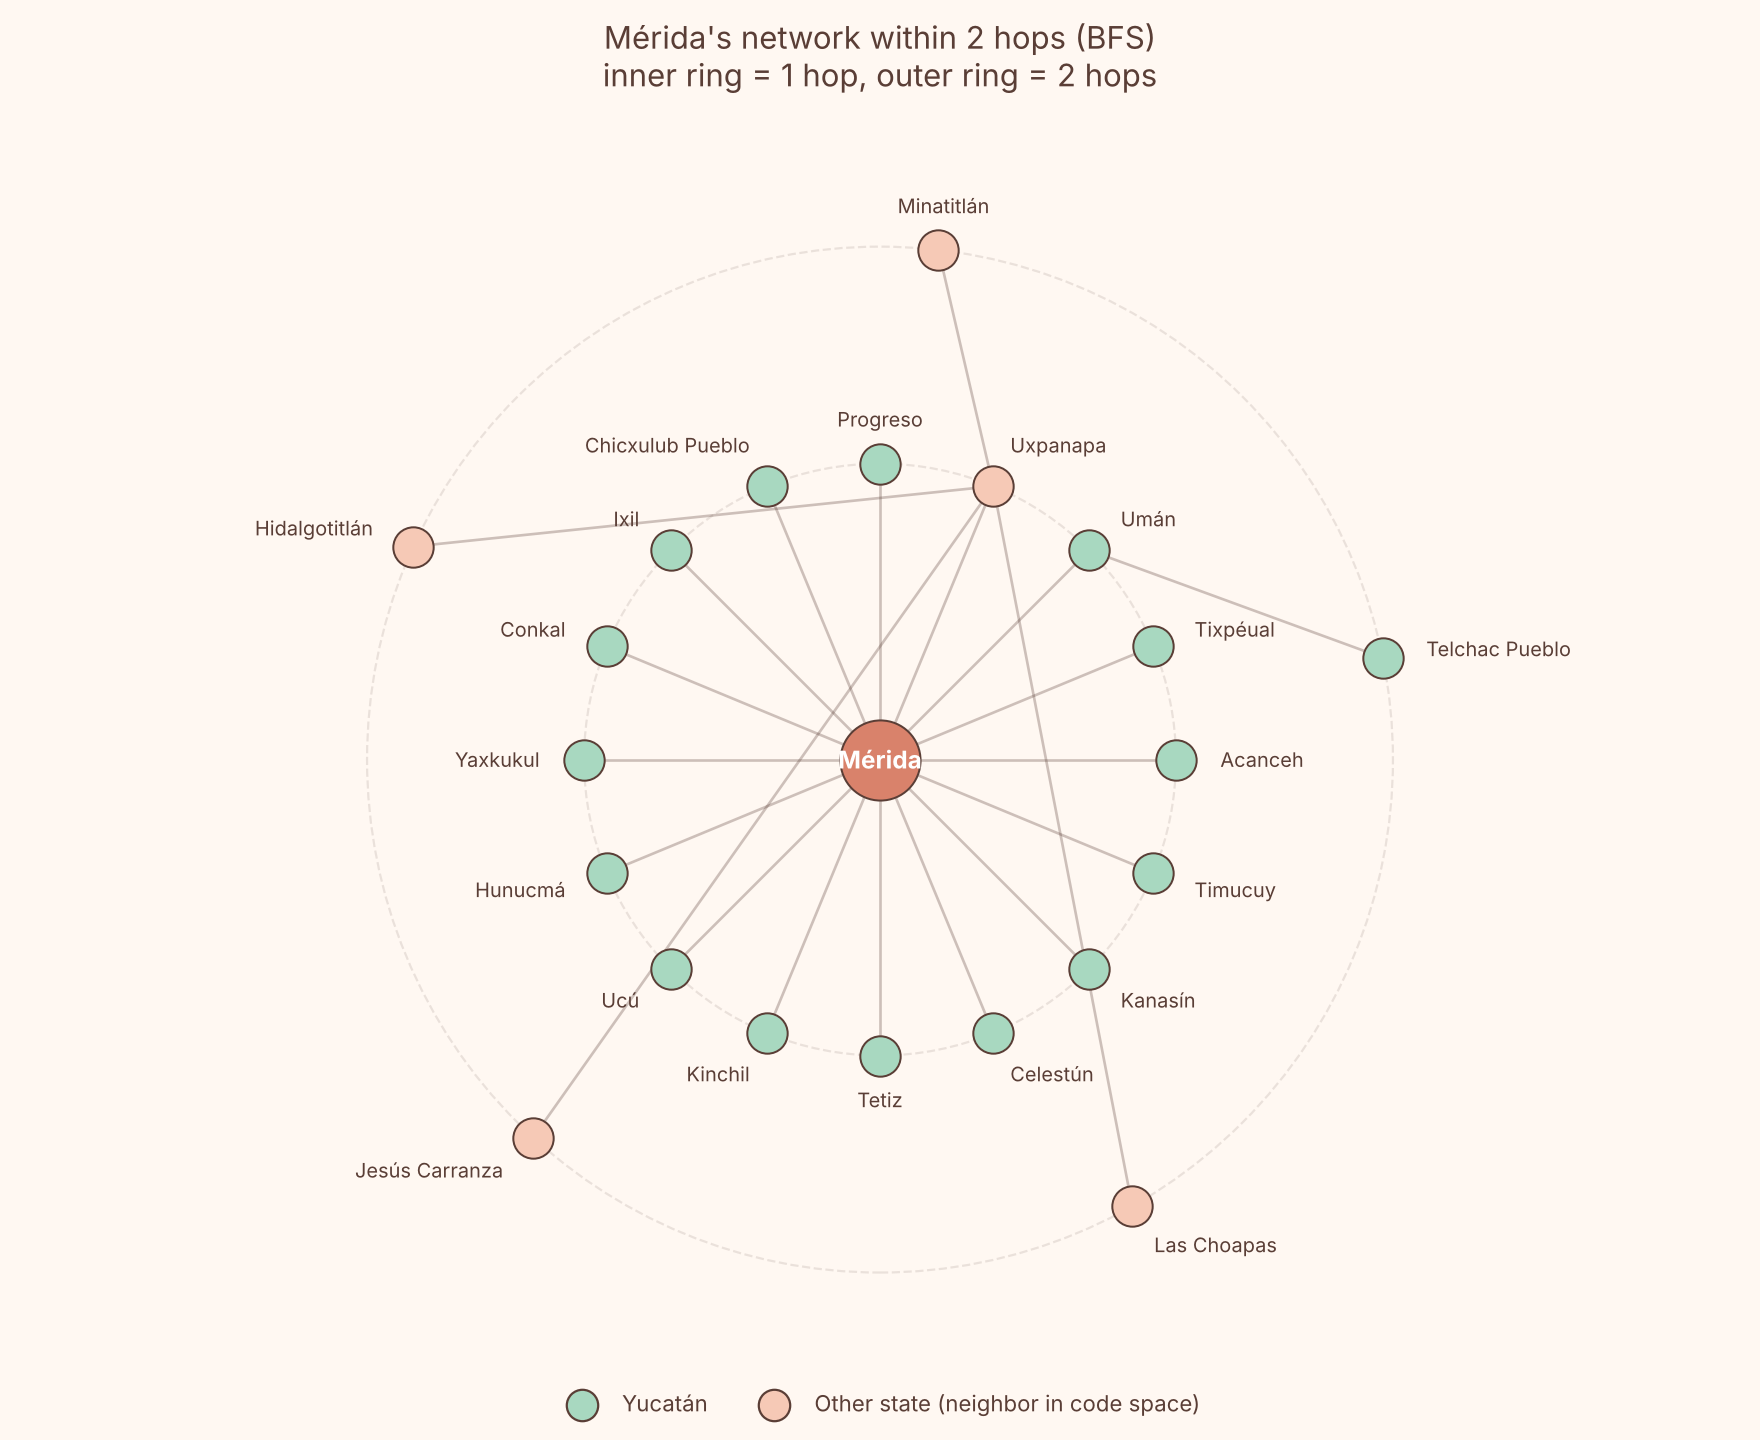 Mérida's network within 2 hops (BFS)
inner ring = 1 hop, outer ring = 2 hops
Minatitlán
Progreso
Chicxulub Pueblo
Uxpanapa
Ixil
Umán
Hidalgotitlán
Conkal
Tixpéual
Telchac Pueblo
Yaxkukul
Mérida
Acanceh
Hunucmá
Timucuy
Ucú
Kanasín
Kinchil
Celestún
Tetiz
Jesús Carranza
Las Choapas
Yucatán
Other state (neighbor in code space)